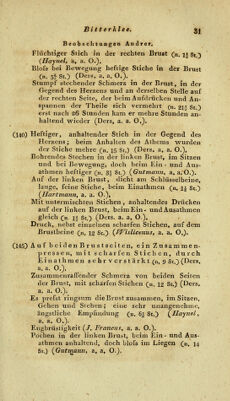 Bitterklee. 31
Beobachtungen Andrer.
Flüchtiger Stich in der rechten Brust (n. 1½ St.)
(Haynel, a. a. O.).
Bloss bei Bewegung heftige Stiche in der Brust
(n. 58 St.) (Ders. a. a. O.).
Stumpf stechender Schmerz in der Brust, in der
Gegend des Herzens und an derselben Stelle auf
der rechten Seite, der beim Aufdrücken und An-
spannen der Theile sich vermehrt (n. St.)
erst nach 26 Stunden kam er mehre Stunden an-
haltend wieder (Ders. a. a. O.).
(140) Heftiger, anhaltender Stich in der Gegend des
Herzens; beim Anhalten des Athems wurden
der Stiche mehre (n. St.) (Ders. a. a. O.).
Bohrendes Stechen in der linken Brust, im Sitzen
und bei Bewegung, doch beim Ein- und Aus-
athmen heftiger (n. 8½ St.) (Gutmann, a. a. O.).
Auf der linken Brust, dicht am Schlüsselbeine,
lange, feine Stiche, beim Einathmen (n. ¼ St.)
(Hartmann, a. a. O.).
Mit untermischten Stichen, anhaltendes Drücken
auf der linken Brust, beim Ein- und Ausathmen
gleich (n. St.) (Ders. a. a. O.).
Druck, nebst einzelnen scharfen Stichen, auf dem
Brustbeine (n. 12 St.) (Wislicenus, a. a. O.).
(145) Auf beiden Brustseiten, ein Zusammen-
pressen, mit scharfen Stichen, durch
Einathmen sehr verstärkt (n. 9 St.) (Ders.
a. a. O.).
Zusammenraffender Schmerz von beiden Seiten
der Brust, mit scharfen Stichen (n. 12 St.) (Ders.
a. a. O.).
Es presst ringsum die Brust zusammen, im Sitzen,
Gehen und Stehen; eine sehr unangenehme,
ängstliche Empfindung (n. 63 St.) (Haynel,
a. a. O.).
Engbrüstigkeit (J. Francus, a. a. O.).
Pochen in der linken Brust, beim Ein- und Aus-
athmen anhaltend, doch bloss im Liegen (n. 14
St.) (Gutmann, a. a. O.).